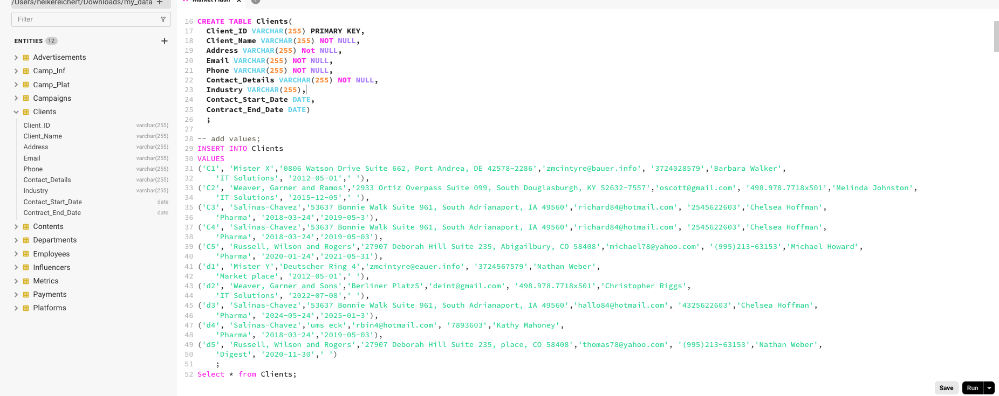 /Users/heikereichert/Downloads/my_data +
Market Flash ×
Filter
ENTITIES 12 +
Advertisements
Camp_Inf
Camp_Plat
Campaigns
Clients
Client_ID varchar(255)
Client_Name varchar(255)
Address varchar(255)
Email varchar(255)
Phone varchar(255)
Contact_Details varchar(255)
Industry varchar(255)
Contact_Start_Date date
Contract_End_Date date
Contents
Departments
Employees
Influencers
Metrics
Payments
Platforms
16 CREATE TABLE Clients(
17 Client_ID VARCHAR(255) PRIMARY KEY,
18 Client_Name VARCHAR(255) NOT NULL,
19 Address VARCHAR(255) Not NULL,
20 Email VARCHAR(255) NOT NULL,
21 Phone VARCHAR(255) NOT NULL,
22 Contact_Details VARCHAR(255) NOT NULL,
23 Industry VARCHAR(255),
24 Contact_Start_Date DATE,
25 Contract_End_Date DATE)
26 ;
27
28 -- add values;
29 INSERT INTO Clients
30 VALUES
31 ('C1', 'Mister X','0806 Watson Drive Suite 662, Port Andrea, DE 42578-2286','zmcintyre@bauer.info', '3724028579','Barbara Walker',
32 'IT Solutions', '2012-05-01',' '),
33 ('C2', 'Weaver, Garner and Ramos','2933 Ortiz Overpass Suite 099, South Douglasburgh, KY 52632-7557','oscott@gmail.com', '498.978.7718x501','Melinda Johnston',
34 'IT Solutions', '2015-12-05',' '),
35 ('C3', 'Salinas-Chavez','53637 Bonnie Walk Suite 961, South Adrianaport, IA 49560','richard84@hotmail.com', '2545622603','Chelsea Hoffman',
36 'Pharma', '2018-03-24','2019-05-3'),
37 ('C4', 'Salinas-Chavez','53637 Bonnie Walk Suite 961, South Adrianaport, IA 49560','richard84@hotmail.com', '2545622603','Chelsea Hoffman',
38 'Pharma', '2018-03-24','2019-05-03'),
39 ('C5', 'Russell, Wilson and Rogers','27907 Deborah Hill Suite 235, Abigailbury, CO 58408','michael78@yahoo.com', '(995)213-63153','Michael Howard',
40 'Pharma', '2020-01-24','2021-05-31'),
41 ('d1', 'Mister Y','Deutscher Ring 4','zmcintyre@eauer.info', '3724567579','Nathan Weber',
42 'Market place', '2012-05-01',' '),
43 ('d2', 'Weaver, Garner and Sons','Berliner Platz5','deint@gmail.com', '498.978.7718x501','Christopher Riggs',
44 'IT Solutions', '2022-07-08',' '),
45 ('d3', 'Salinas-Chavez','53637 Bonnie Walk Suite 961, South Adrianaport, IA 49560','hallo84@hotmail.com', '4325622603','Chelsea Hoffman',
46 'Pharma', '2024-05-24','2025-01-3'),
47 ('d4', 'Salinas-Chavez','ums eck','rbin4@hotmail.com', '7893603','Kathy Mahoney',
48 'Pharma', '2018-03-24','2019-05-03'),
49 ('d5', 'Russell, Wilson and Rogers','27907 Deborah Hill Suite 235, place, CO 58408','thomas78@yahoo.com', '(995)213-63153','Nathan Weber',
50 'Digest', '2020-11-30',' ')
51 ;
52 Select * from Clients;
Save Run